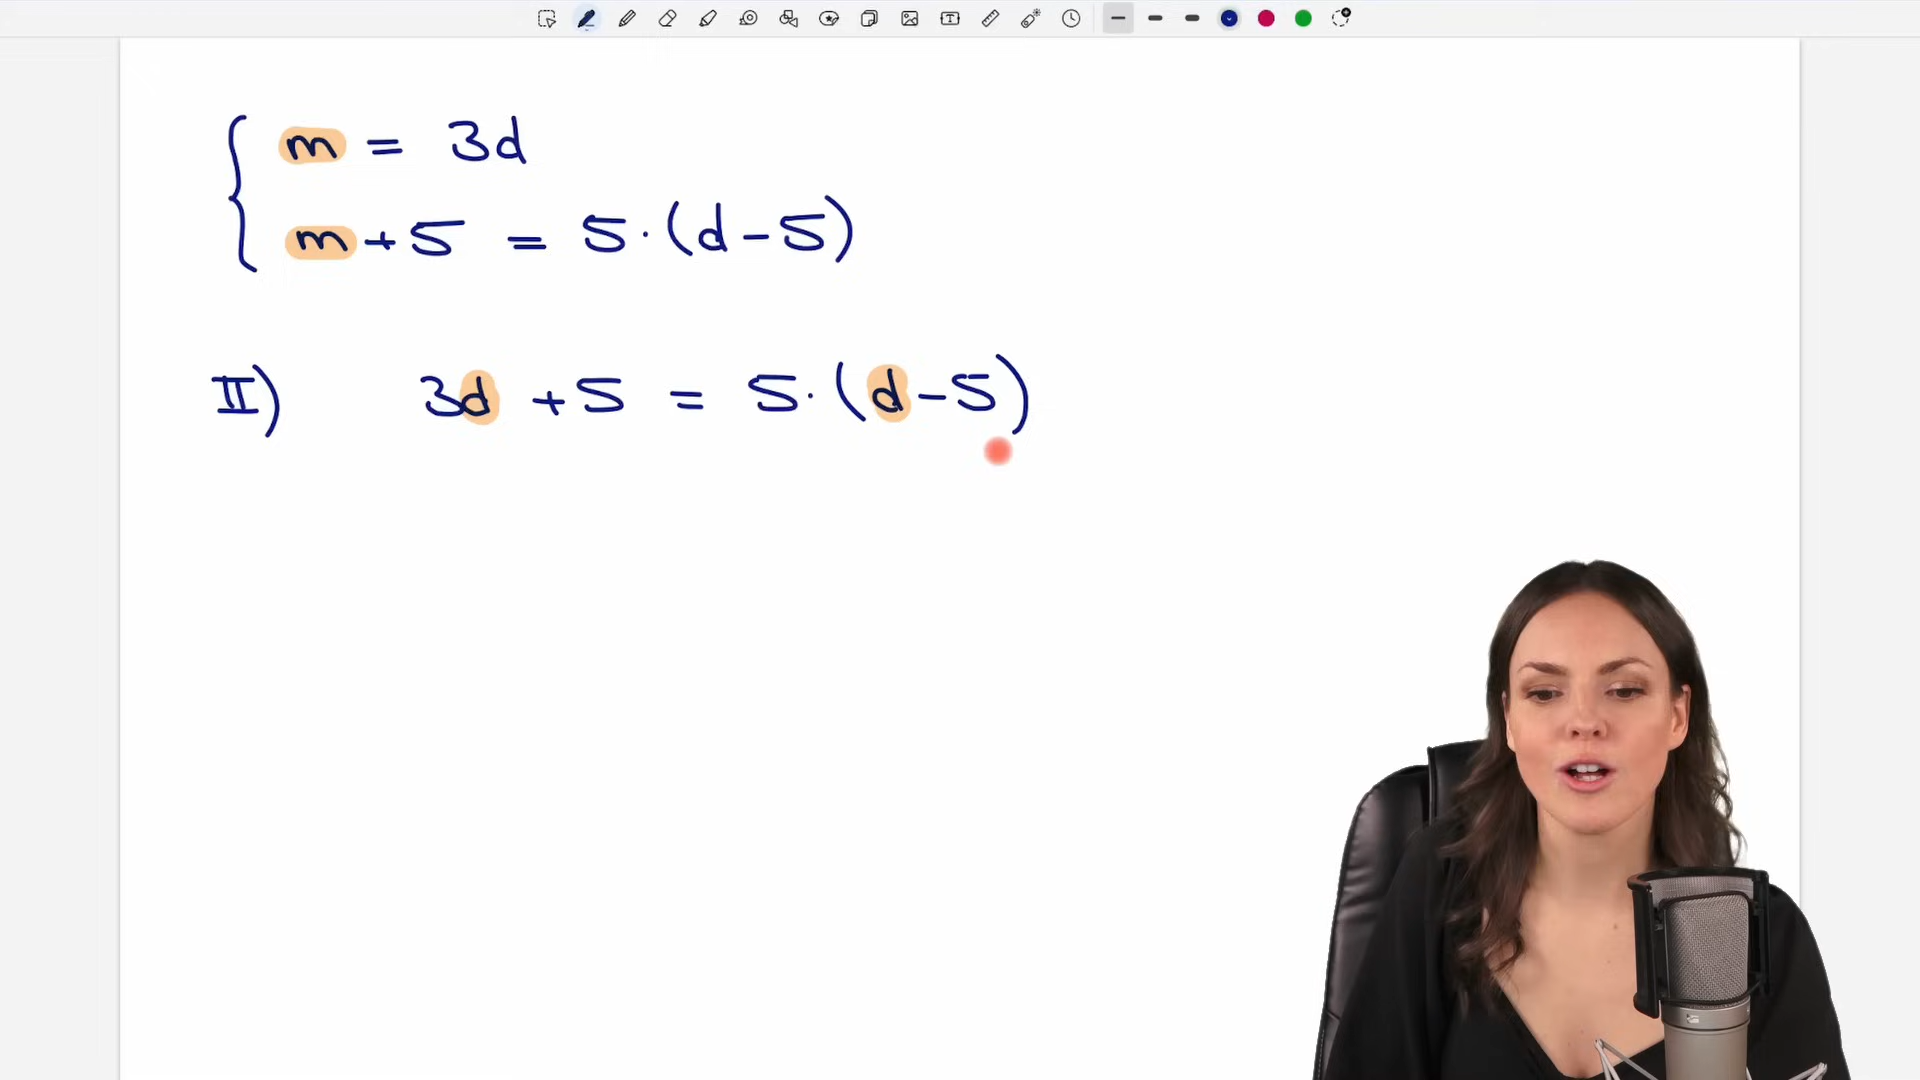 m = 3d
m + 5 = 5 · (d - 5)
II) 3d + 5 = 5 · (d - 5)